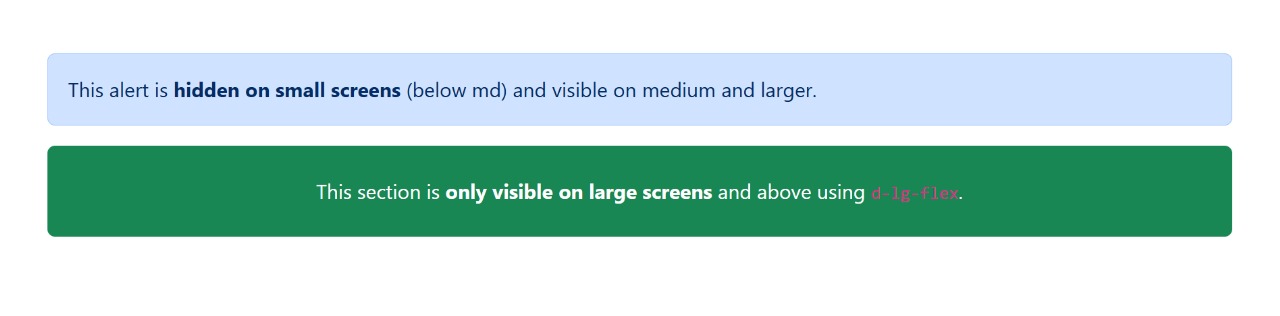 This alert is hidden on small screens (below md) and visible on medium and larger.
This section is only visible on large screens and above using d-lg-flex.